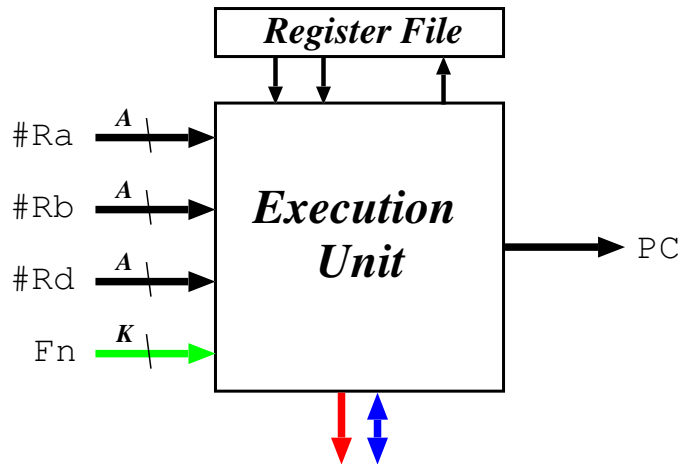 Register File
A
#Ra
A
#Rb
Execution
Unit
PC
A
#Rd
K
Fn